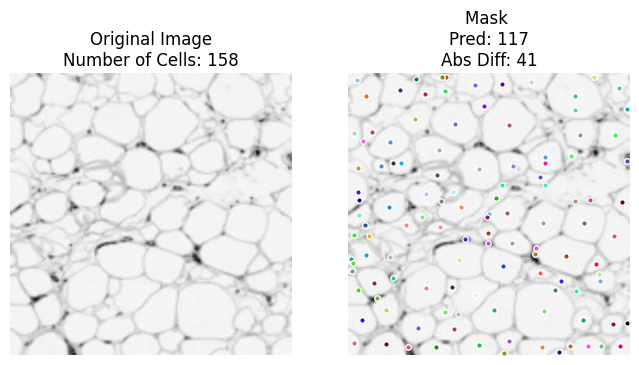 Original Image
Number of Cells: 158
Mask
Pred: 117
Abs Diff: 41